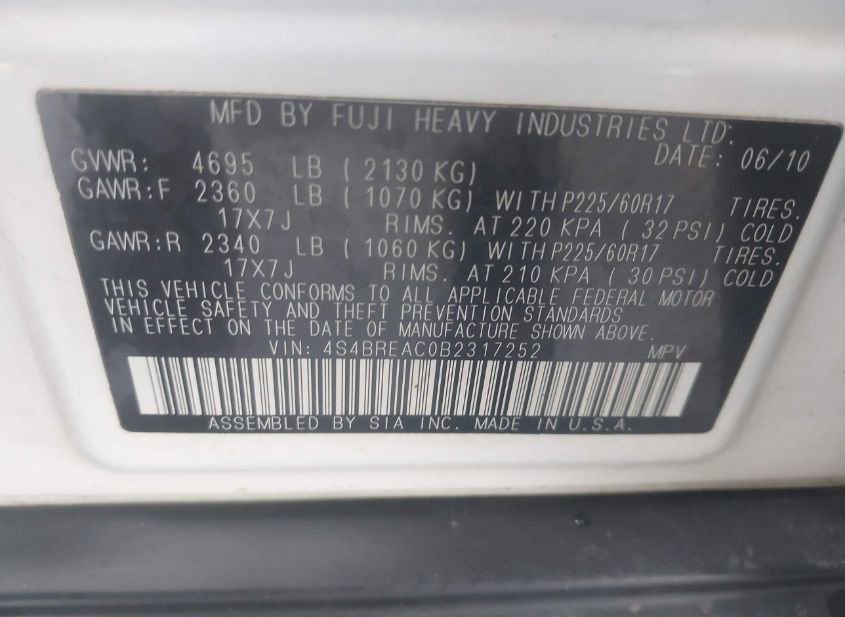 MFD BY FUJI HEAVY INDUSTRIES LTD:
DATE: 06/10
GVWR: 4695 LB ( 2130 KG)
GAWR:F 2360 LB ( 1070 KG) WITH P225/60R17 TIRES.
17X7J RIMS. AT 220 KPA ( 32 PSI) COLD
GAWR:R 2340 LB ( 1060 KG) WITH P225/60R17 TIRES.
17X7J RIMS. AT 210 KPA ( 30 PSI) COLD
THIS VEHICLE CONFORMS TO ALL APPLICABLE FEDERAL MOTOR
VEHICLE SAFETY AND THEFT PREVENTION STANDARDS
IN EFFECT ON THE DATE OF MANUFACTURE SHOWN ABOVE.
VIN: 4S4BREAC0B2317252 MPV
ASSEMBLED BY SIA INC. MADE IN U.S.A.